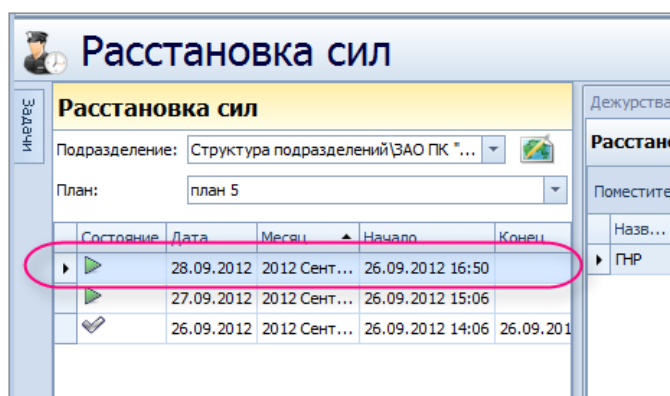 Расстановка сил
Задачи
Расстановка сил
Подразделение: Структура подразделений\ЗАО ПК "...
План: план 5
Состояние Дата Месяц Начало Конец
28.09.2012 2012 Сент... 26.09.2012 16:50
27.09.2012 2012 Сент... 26.09.2012 15:06
26.09.2012 2012 Сент... 26.09.2012 14:06 26.09.201
Дежурства
Расстан
Поместите
Назв...
ГНР